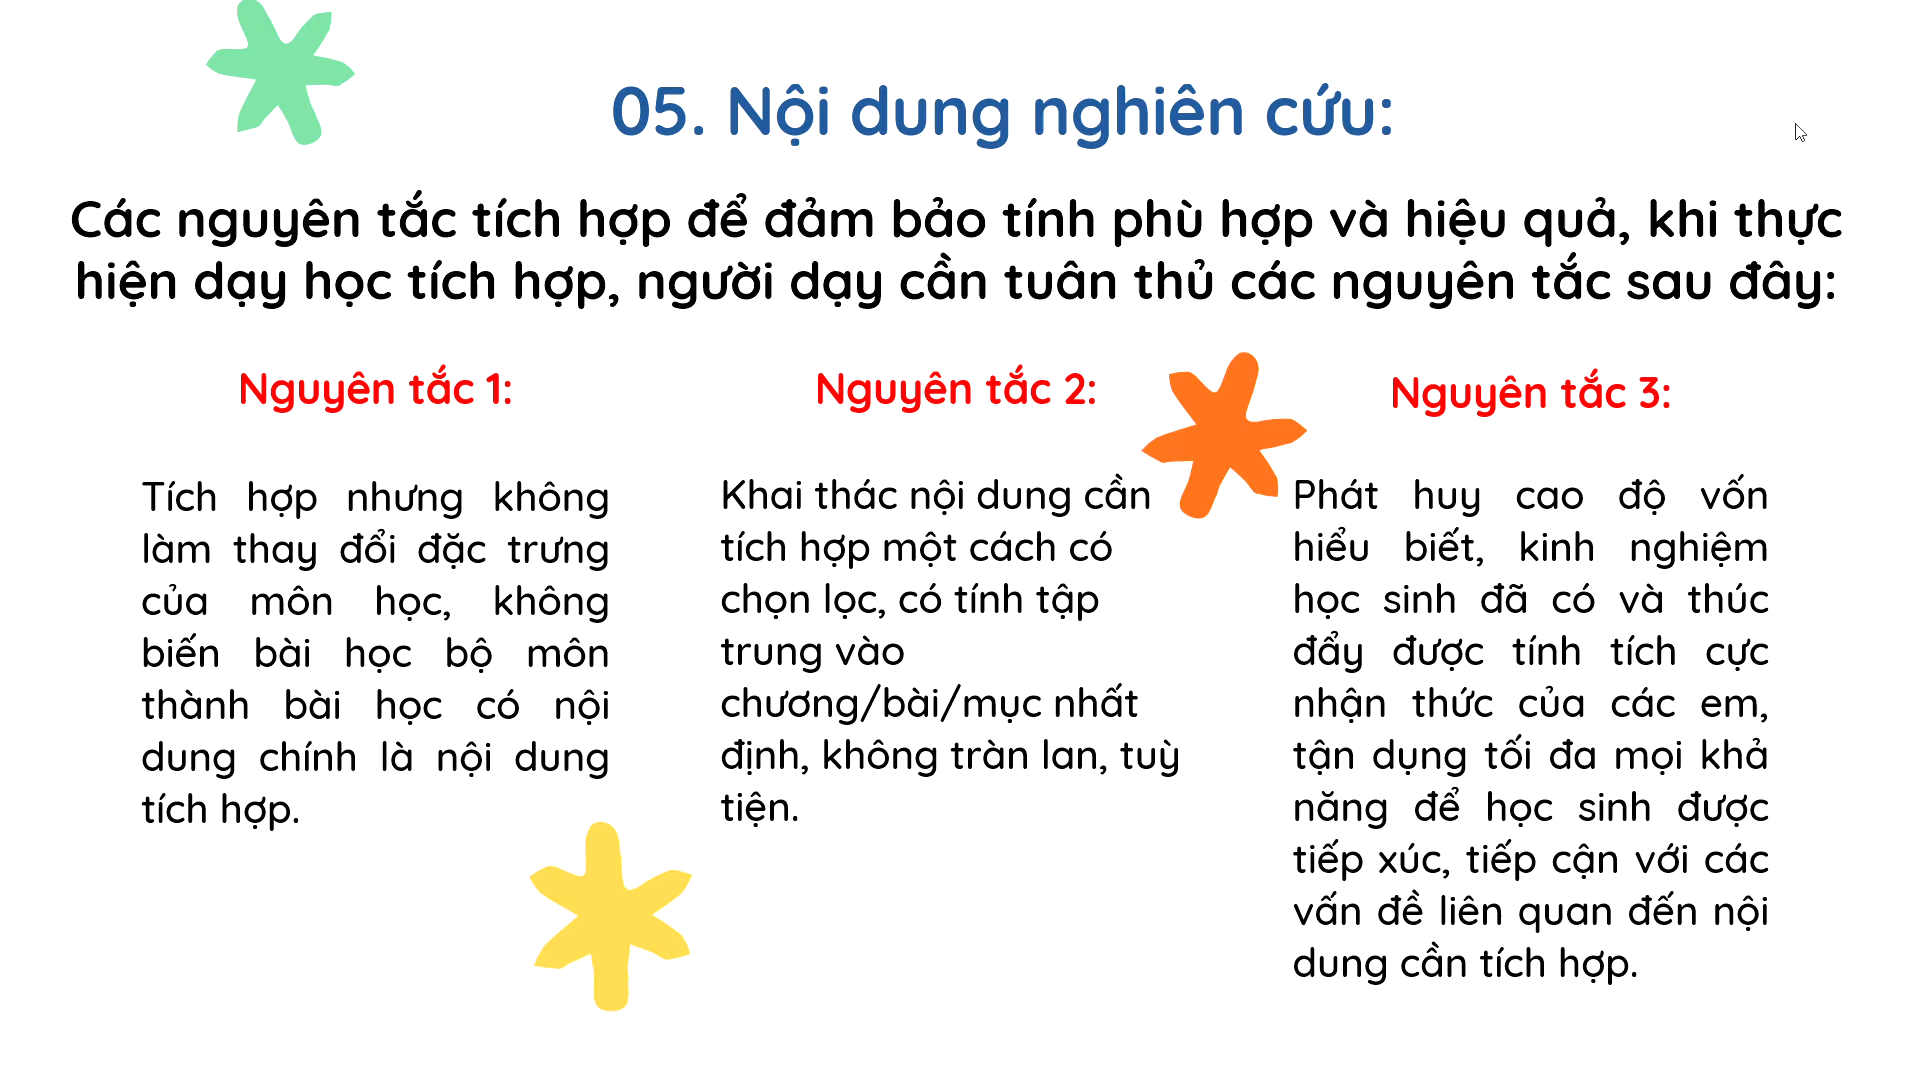 05. Nội dung nghiên cứu:
Các nguyên tắc tích hợp để đảm bảo tính phù hợp và hiệu quả, khi thực
hiện dạy học tích hợp, người dạy cần tuân thủ các nguyên tắc sau đây:
Nguyên tắc 1:
Tích hợp nhưng không
làm thay đổi đặc trưng
của môn học, không
biến bài học bộ môn
thành bài học có nội
dung chính là nội dung
tích hợp.
Nguyên tắc 2:
Khai thác nội dung cần
tích hợp một cách có
chọn lọc, có tính tập
trung vào
chương/bài/mục nhất
định, không tràn lan, tuỳ
tiện.
Nguyên tắc 3:
Phát huy cao độ vốn
hiểu biết, kinh nghiệm
học sinh đã có và thúc
đẩy được tính tích cực
nhận thức của các em,
tận dụng tối đa mọi khả
năng để học sinh được
tiếp xúc, tiếp cận với các
vấn đề liên quan đến nội
dung cần tích hợp.